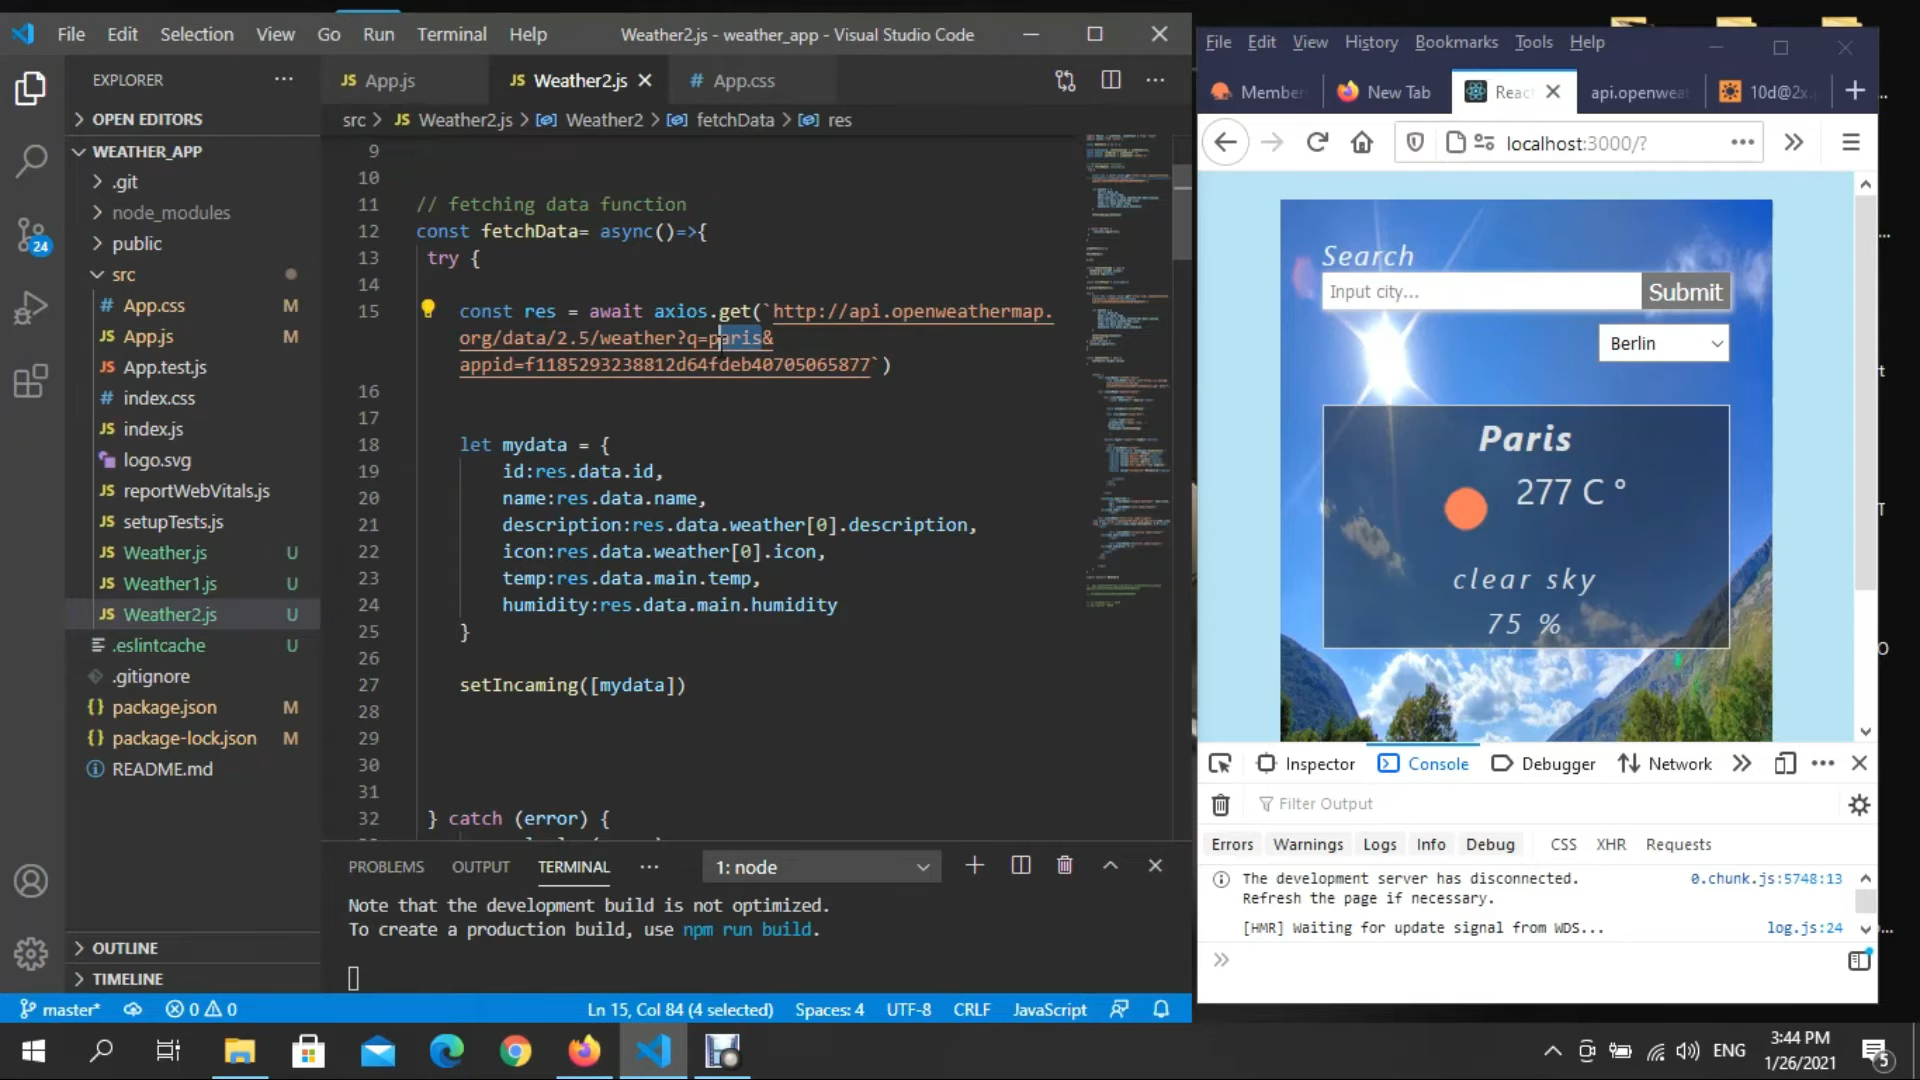 File Edit Selection View Go Run Terminal Help Weather2.js - weather_app - Visual Studio Code
EXPLORER
OPEN EDITORS
WEATHER_APP
.git
node_modules
public
src
App.css M
App.js M
App.test.js
index.css
index.js
logo.svg
reportWebVitals.js
setupTests.js
Weather.js U
Weather1.js U
Weather2.js U
.eslintcache U
.gitignore
package.json M
package-lock.json M
README.md
OUTLINE
TIMELINE
24
JS App.js JS Weather2.js # App.css
src > JS Weather2.js > Weather2 > fetchData > res
9
10
11 // fetching data function
12 const fetchData= async()=>{
13 try {
14
15 const res = await axios.get(`http://api.openweathermap.
org/data/2.5/weather?q=paris&
appid=f1185293238812d64fdeb40705065877`)
16
17
18 let mydata = {
19 id:res.data.id,
20 name:res.data.name,
21 description:res.data.weather[0].description,
22 icon:res.data.weather[0].icon,
23 temp:res.data.main.temp,
24 humidity:res.data.main.humidity
25 }
26
27 setIncoming([mydata])
28
29
30
31
32 } catch (error) {
PROBLEMS OUTPUT TERMINAL 1: node
Note that the development build is not optimized.
To create a production build, use npm run build.
master* 0 0 Ln 15, Col 84 (4 selected) Spaces: 4 UTF-8 CRLF JavaScript
File Edit View History Bookmarks Tools Help
New Tab
localhost:3000/?
Search
Input city... Submit
Berlin
Paris
277 C °
clear sky
75 %
Inspector Console Debugger Network
Filter Output
Errors Warnings Logs Info Debug CSS XHR Requests
The development server has disconnected. 0.chunk.js:5748:13
Refresh the page if necessary.
[HMR] Waiting for update signal from WDS... log.js:24
ENG 3:44 PM
1/26/2021
5